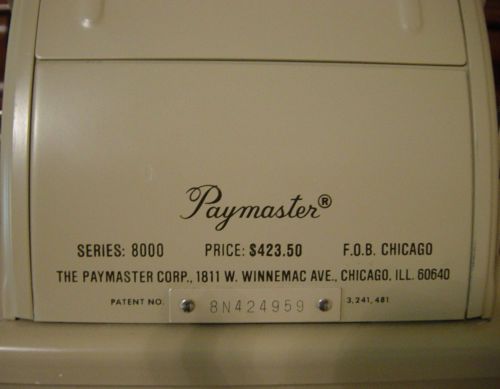 Paymaster®
SERIES: 8000 PRICE: $423.50 F.O.B. CHICAGO
THE PAYMASTER CORP., 1811 W. WINNEMAC AVE., CHICAGO, ILL. 60640
PATENT NO. 8N424959 3,241,481